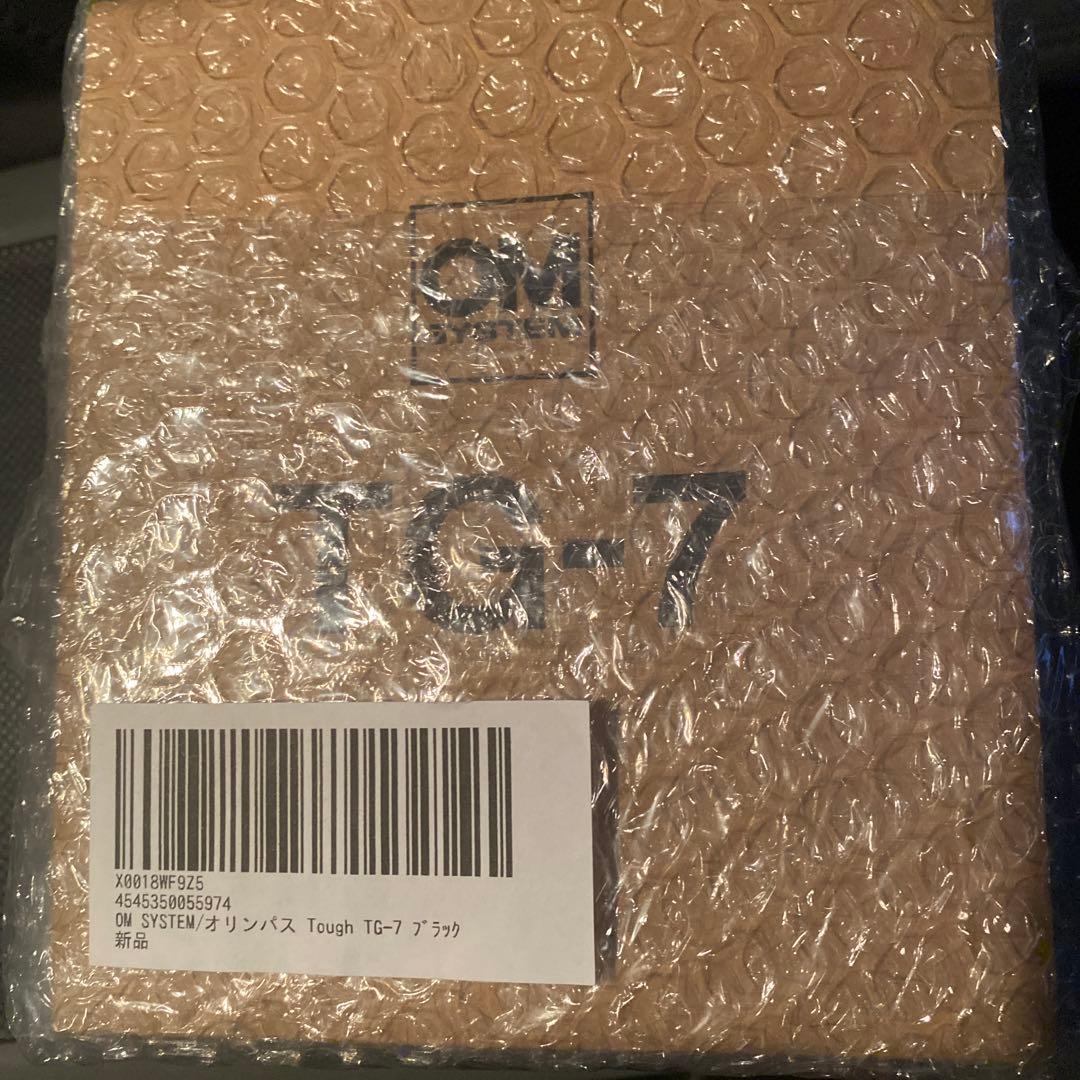 OM
SYSTEM
TG-7
X0018WF9Z5
4545350055974
OM SYSTEM/オリンパス Tough TG-7 ﾌﾞﾗｯｸ
新品